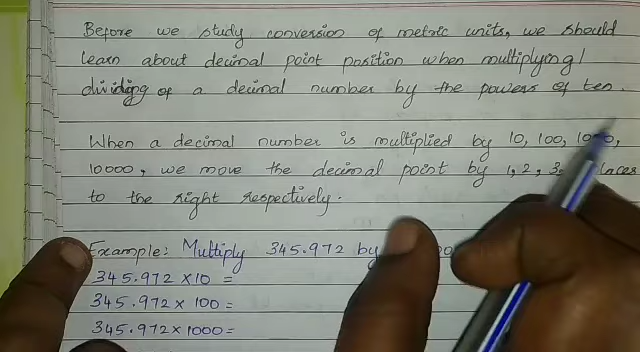 Before we study conversion of metric units, we should
learn about decimal point position when multiplying/
dividing of a decimal number by the powers of ten.
When a decimal number is multiplied by 10, 100,
10000, we move the decimal point by 1, 2, 3,
to the right respectively.
Example: Multiply 345.972 by
345.972 × 10 =
345.972 × 100 =
345.972 × 1000 =